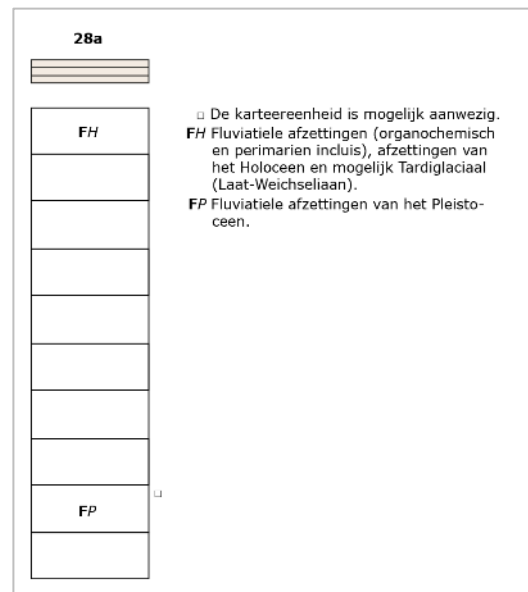 28a
FH
□ De karteereenheid is mogelijk aanwezig.
FH Fluviatiele afzettingen (organochemisch
en perimarien incluis), afzettingen van
het Holoceen en mogelijk Tardiglaciaal
(Laat-Weichseliaan).
FP Fluviatiele afzettingen van het Pleisto-
ceen.
□
FP